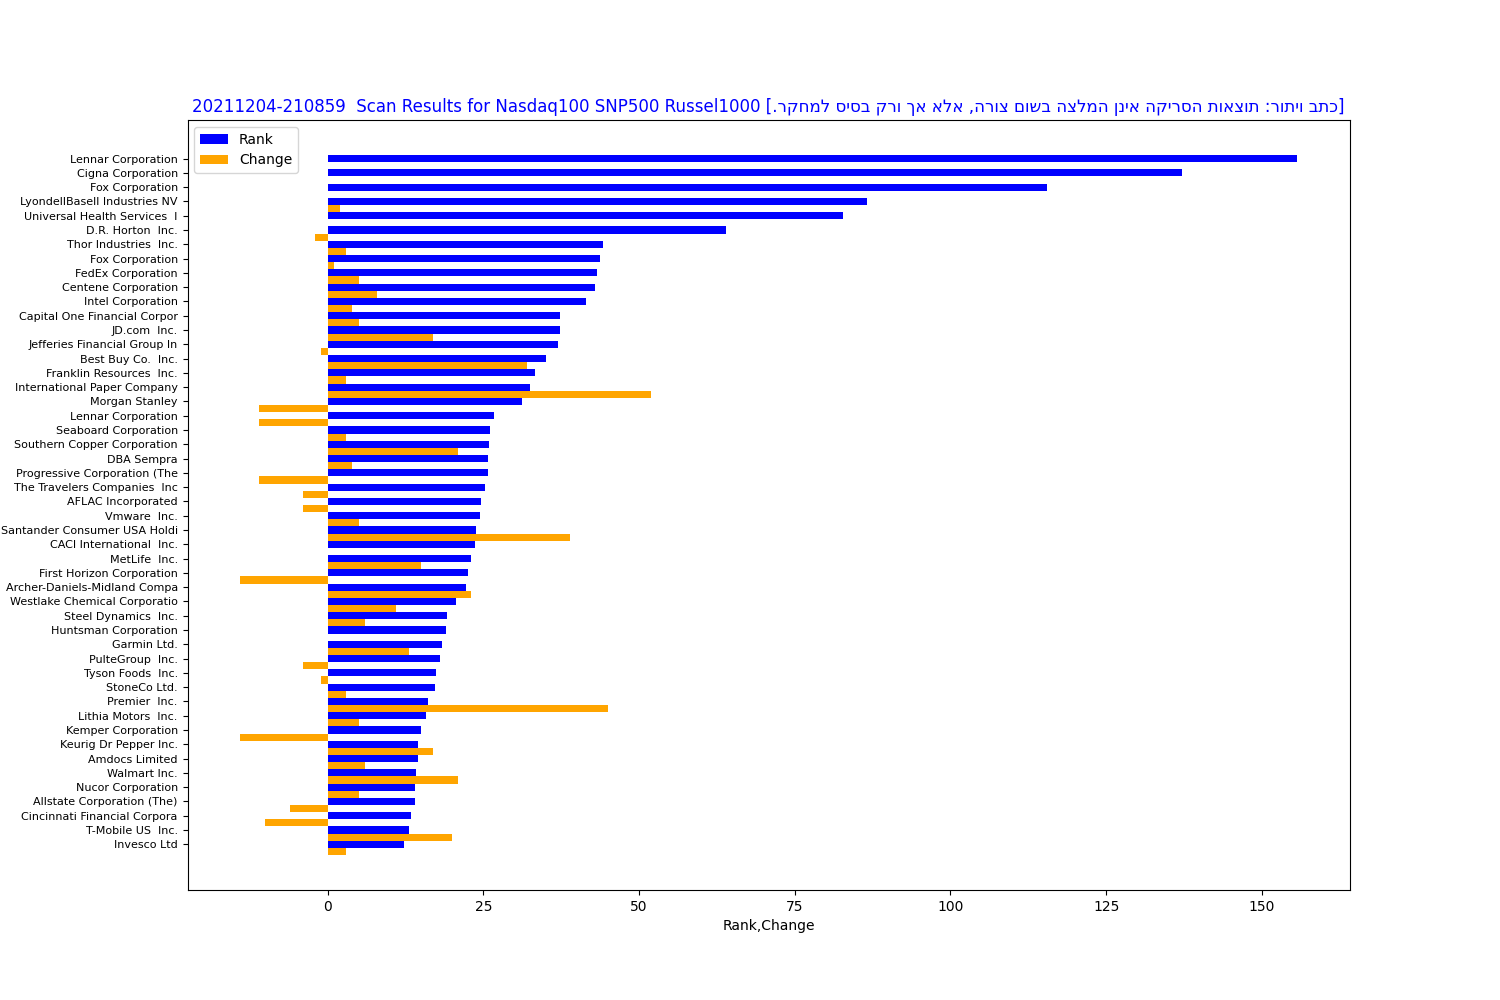 20211204-210859  Scan Results for Nasdaq100 SNP500 Russel1000 [כתב ויתור: תוצאות הסריקה אינן המלצה בשום צורה, אלא אך ורק בסיס למחקר.]
Rank
Change
Lennar Corporation
Cigna Corporation
Fox Corporation
LyondellBasell Industries NV
Universal Health Services  I
D.R. Horton  Inc.
Thor Industries  Inc.
Fox Corporation
FedEx Corporation
Centene Corporation
Intel Corporation
Capital One Financial Corpor
JD.com  Inc.
Jefferies Financial Group In
Best Buy Co.  Inc.
Franklin Resources  Inc.
International Paper Company
Morgan Stanley
Lennar Corporation
Seaboard Corporation
Southern Copper Corporation
DBA Sempra
Progressive Corporation (The
The Travelers Companies  Inc
AFLAC Incorporated
Vmware  Inc.
Santander Consumer USA Holdi
CACI International  Inc.
MetLife  Inc.
First Horizon Corporation
Archer-Daniels-Midland Compa
Westlake Chemical Corporatio
Steel Dynamics  Inc.
Huntsman Corporation
Garmin Ltd.
PulteGroup  Inc.
Tyson Foods  Inc.
StoneCo Ltd.
Premier  Inc.
Lithia Motors  Inc.
Kemper Corporation
Keurig Dr Pepper Inc.
Amdocs Limited
Walmart Inc.
Nucor Corporation
Allstate Corporation (The)
Cincinnati Financial Corpora
T-Mobile US  Inc.
Invesco Ltd
0 25 50 75 100 125 150
Rank,Change